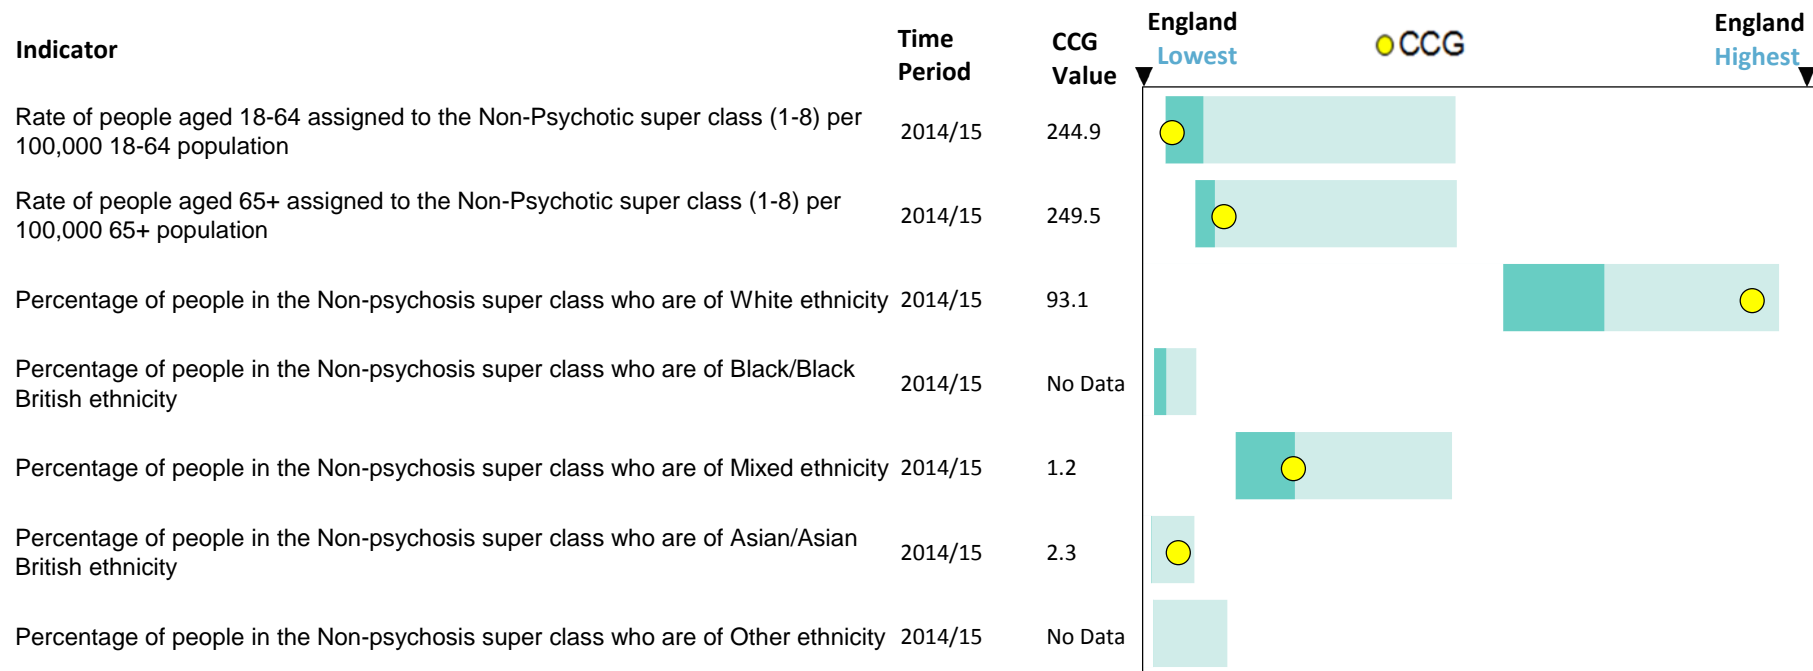 Indicator
Time Period
CCG Value
England Lowest
CCG
England Highest
Rate of people aged 18-64 assigned to the Non-Psychotic super class (1-8) per
100,000 18-64 population
2014/15
244.9
Rate of people aged 65+ assigned to the Non-Psychotic super class (1-8) per
100,000 65+ population
2014/15
249.5
Percentage of people in the Non-psychosis super class who are of White ethnicity
2014/15
93.1
Percentage of people in the Non-psychosis super class who are of Black/Black
British ethnicity
2014/15
No Data
Percentage of people in the Non-psychosis super class who are of Mixed ethnicity
2014/15
1.2
Percentage of people in the Non-psychosis super class who are of Asian/Asian
British ethnicity
2014/15
2.3
Percentage of people in the Non-psychosis super class who are of Other ethnicity
2014/15
No Data